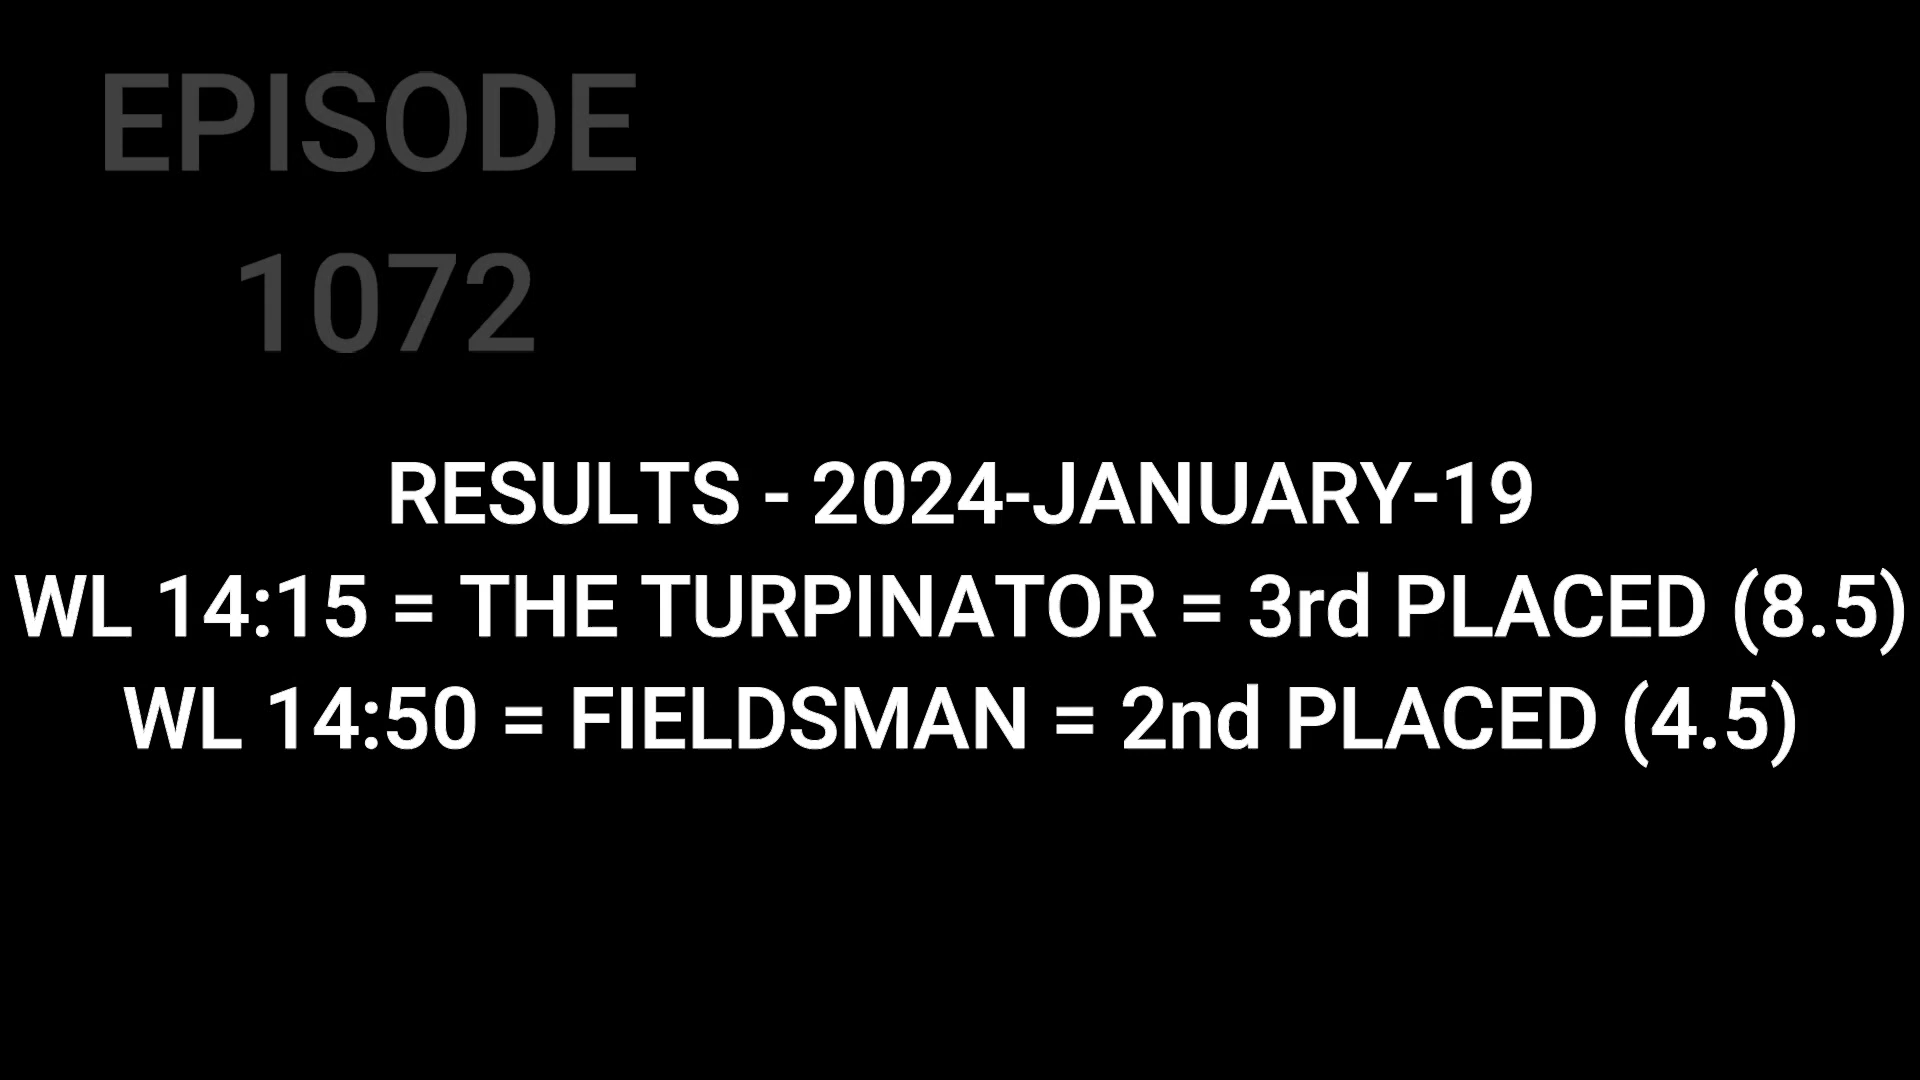 EPISODE
1072
RESULTS - 2024-JANUARY-19
WL 14:15 = THE TURPINATOR = 3rd PLACED (8.5)
WL 14:50 = FIELDSMAN = 2nd PLACED (4.5)